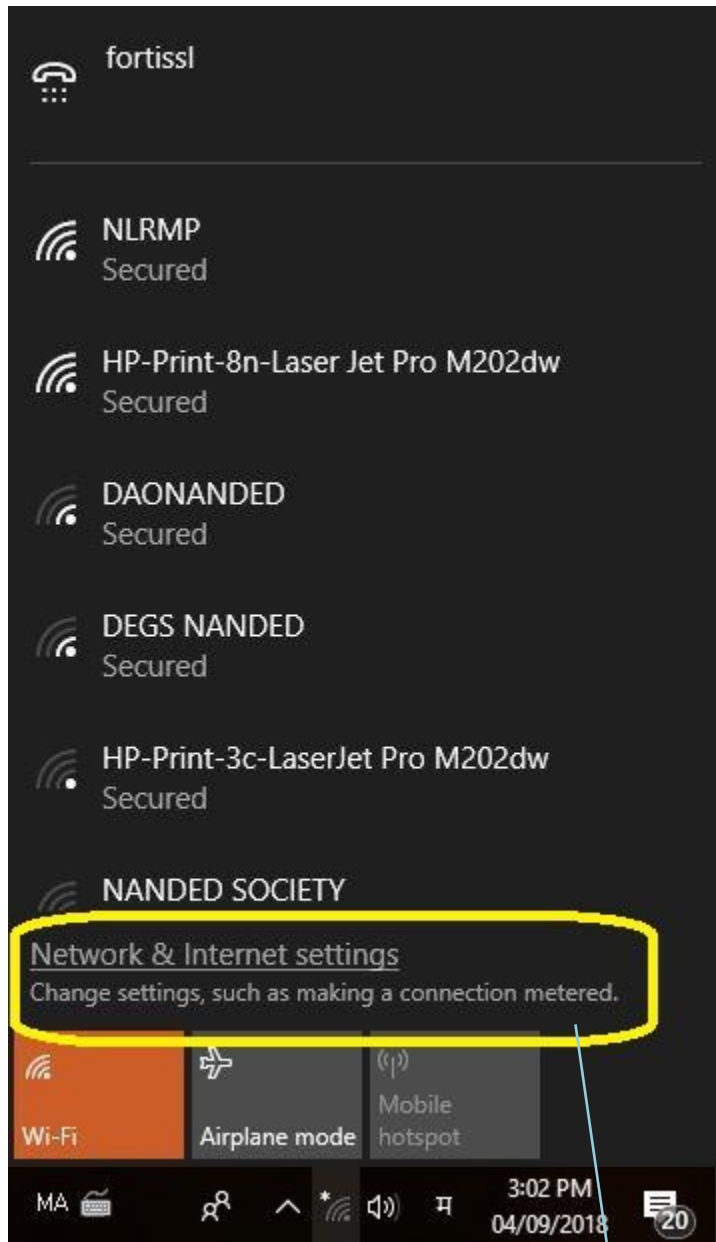 fortissl
NLRMP
Secured
HP-Print-8n-Laser Jet Pro M202dw
Secured
DAONANDED
Secured
DEGS NANDED
Secured
HP-Print-3c-LaserJet Pro M202dw
Secured
NANDED SOCIETY
Network & Internet settings
Change settings, such as making a connection metered.
Wi-Fi
Airplane mode
Mobile
hotspot
MA
म
3:02 PM
04/09/2018
20